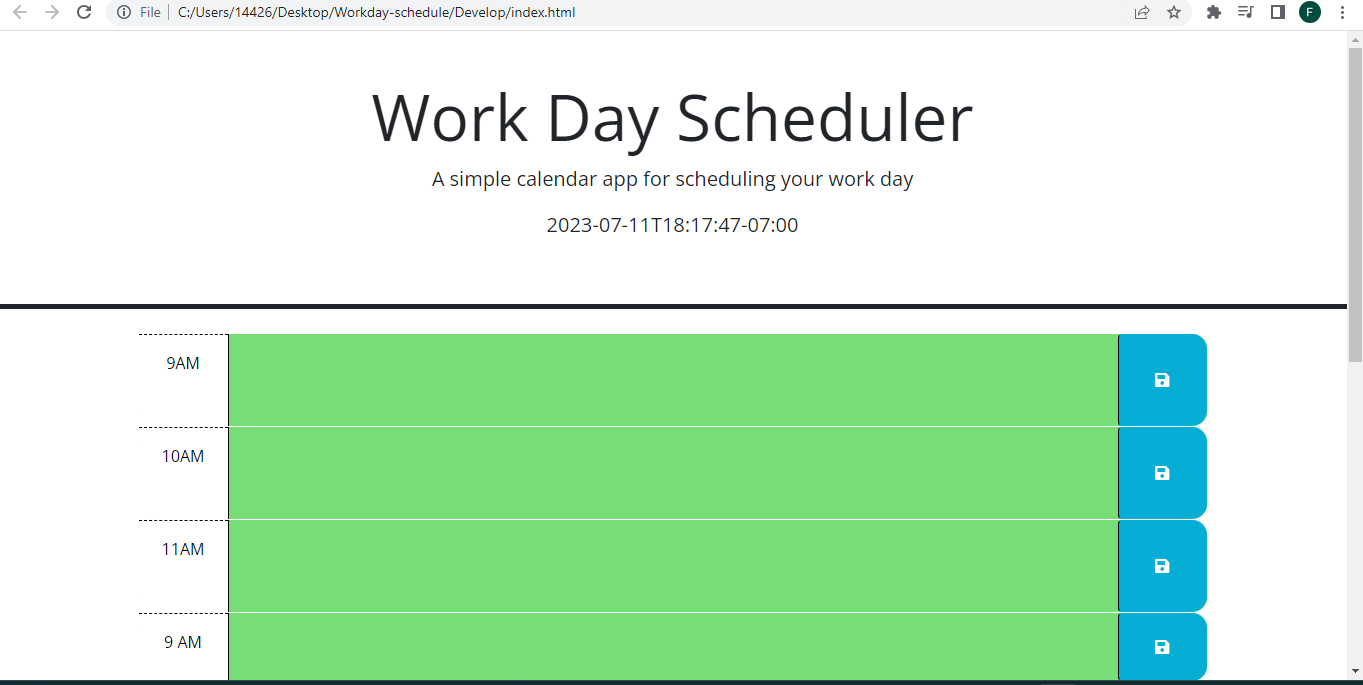 File C:/Users/14426/Desktop/Workday-schedule/Develop/index.html
F
Work Day Scheduler
A simple calendar app for scheduling your work day
2023-07-11T18:17:47-07:00
9AM
10AM
11AM
9 AM